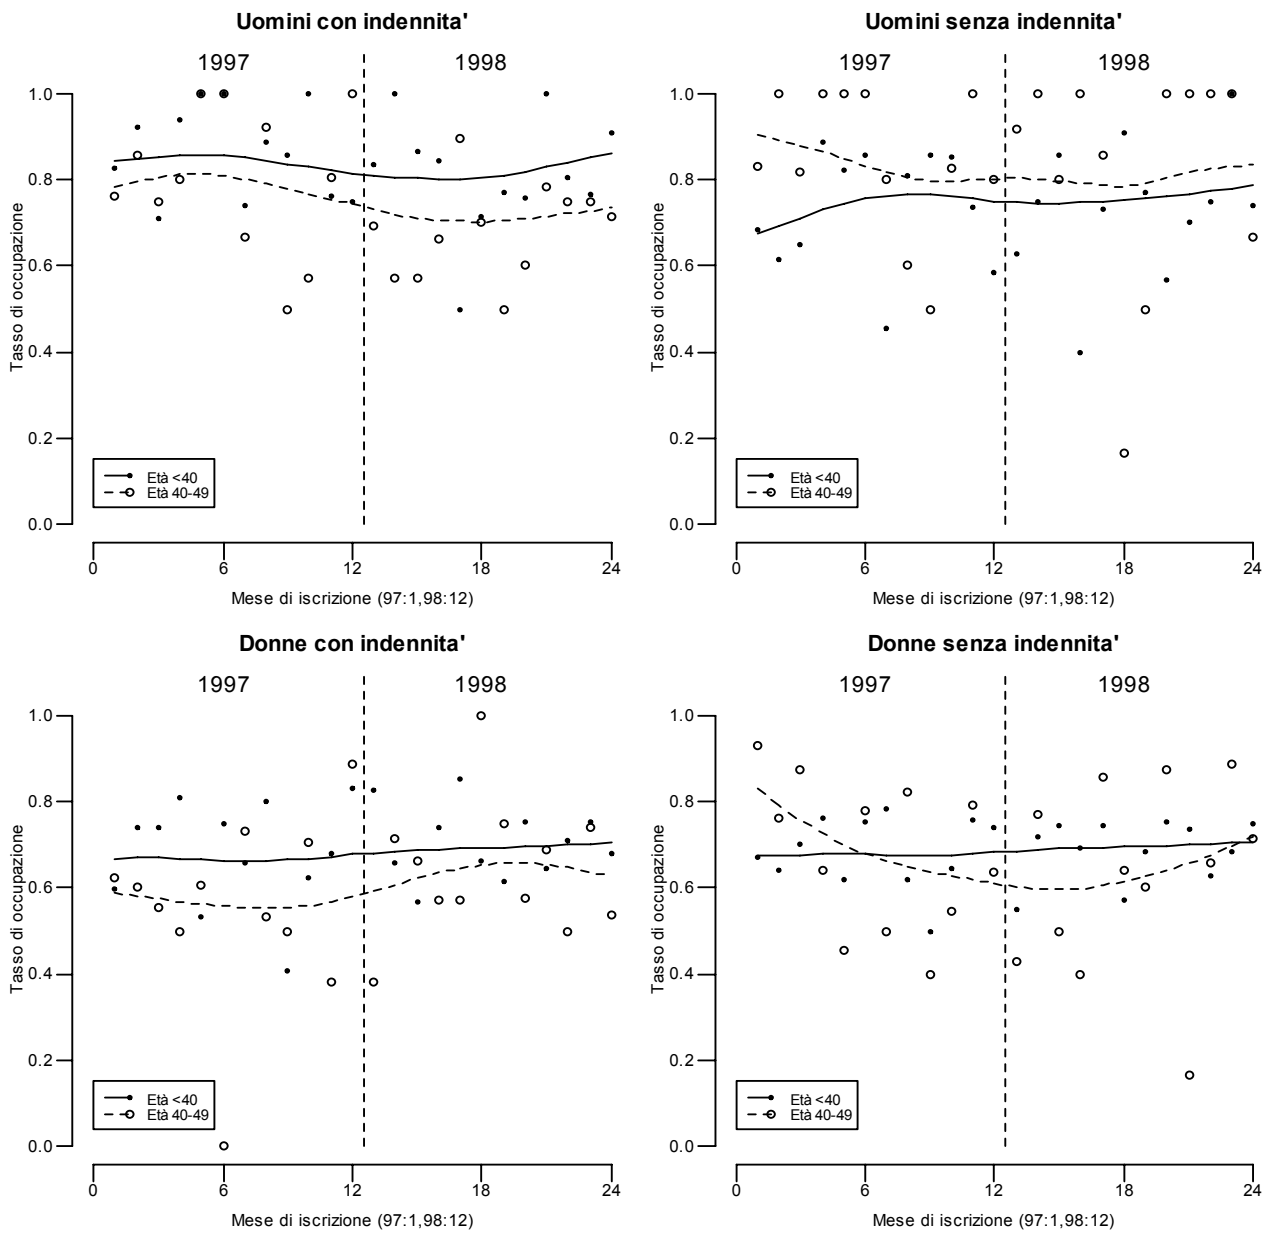 Uomini con indennita'
1997 1998
Tasso di occupazione
1.0
0.8
0.6
0.4
0.2
0.0
Età <40
Età 40-49
0 6 12 18 24
Mese di iscrizione (97:1,98:12)
Uomini senza indennita'
1997 1998
Tasso di occupazione
1.0
0.8
0.6
0.4
0.2
0.0
Età <40
Età 40-49
0 6 12 18 24
Mese di iscrizione (97:1,98:12)
Donne con indennita'
1997 1998
Tasso di occupazione
1.0
0.8
0.6
0.4
0.2
0.0
Età <40
Età 40-49
0 6 12 18 24
Mese di iscrizione (97:1,98:12)
Donne senza indennita'
1997 1998
Tasso di occupazione
1.0
0.8
0.6
0.4
0.2
0.0
Età <40
Età 40-49
0 6 12 18 24
Mese di iscrizione (97:1,98:12)